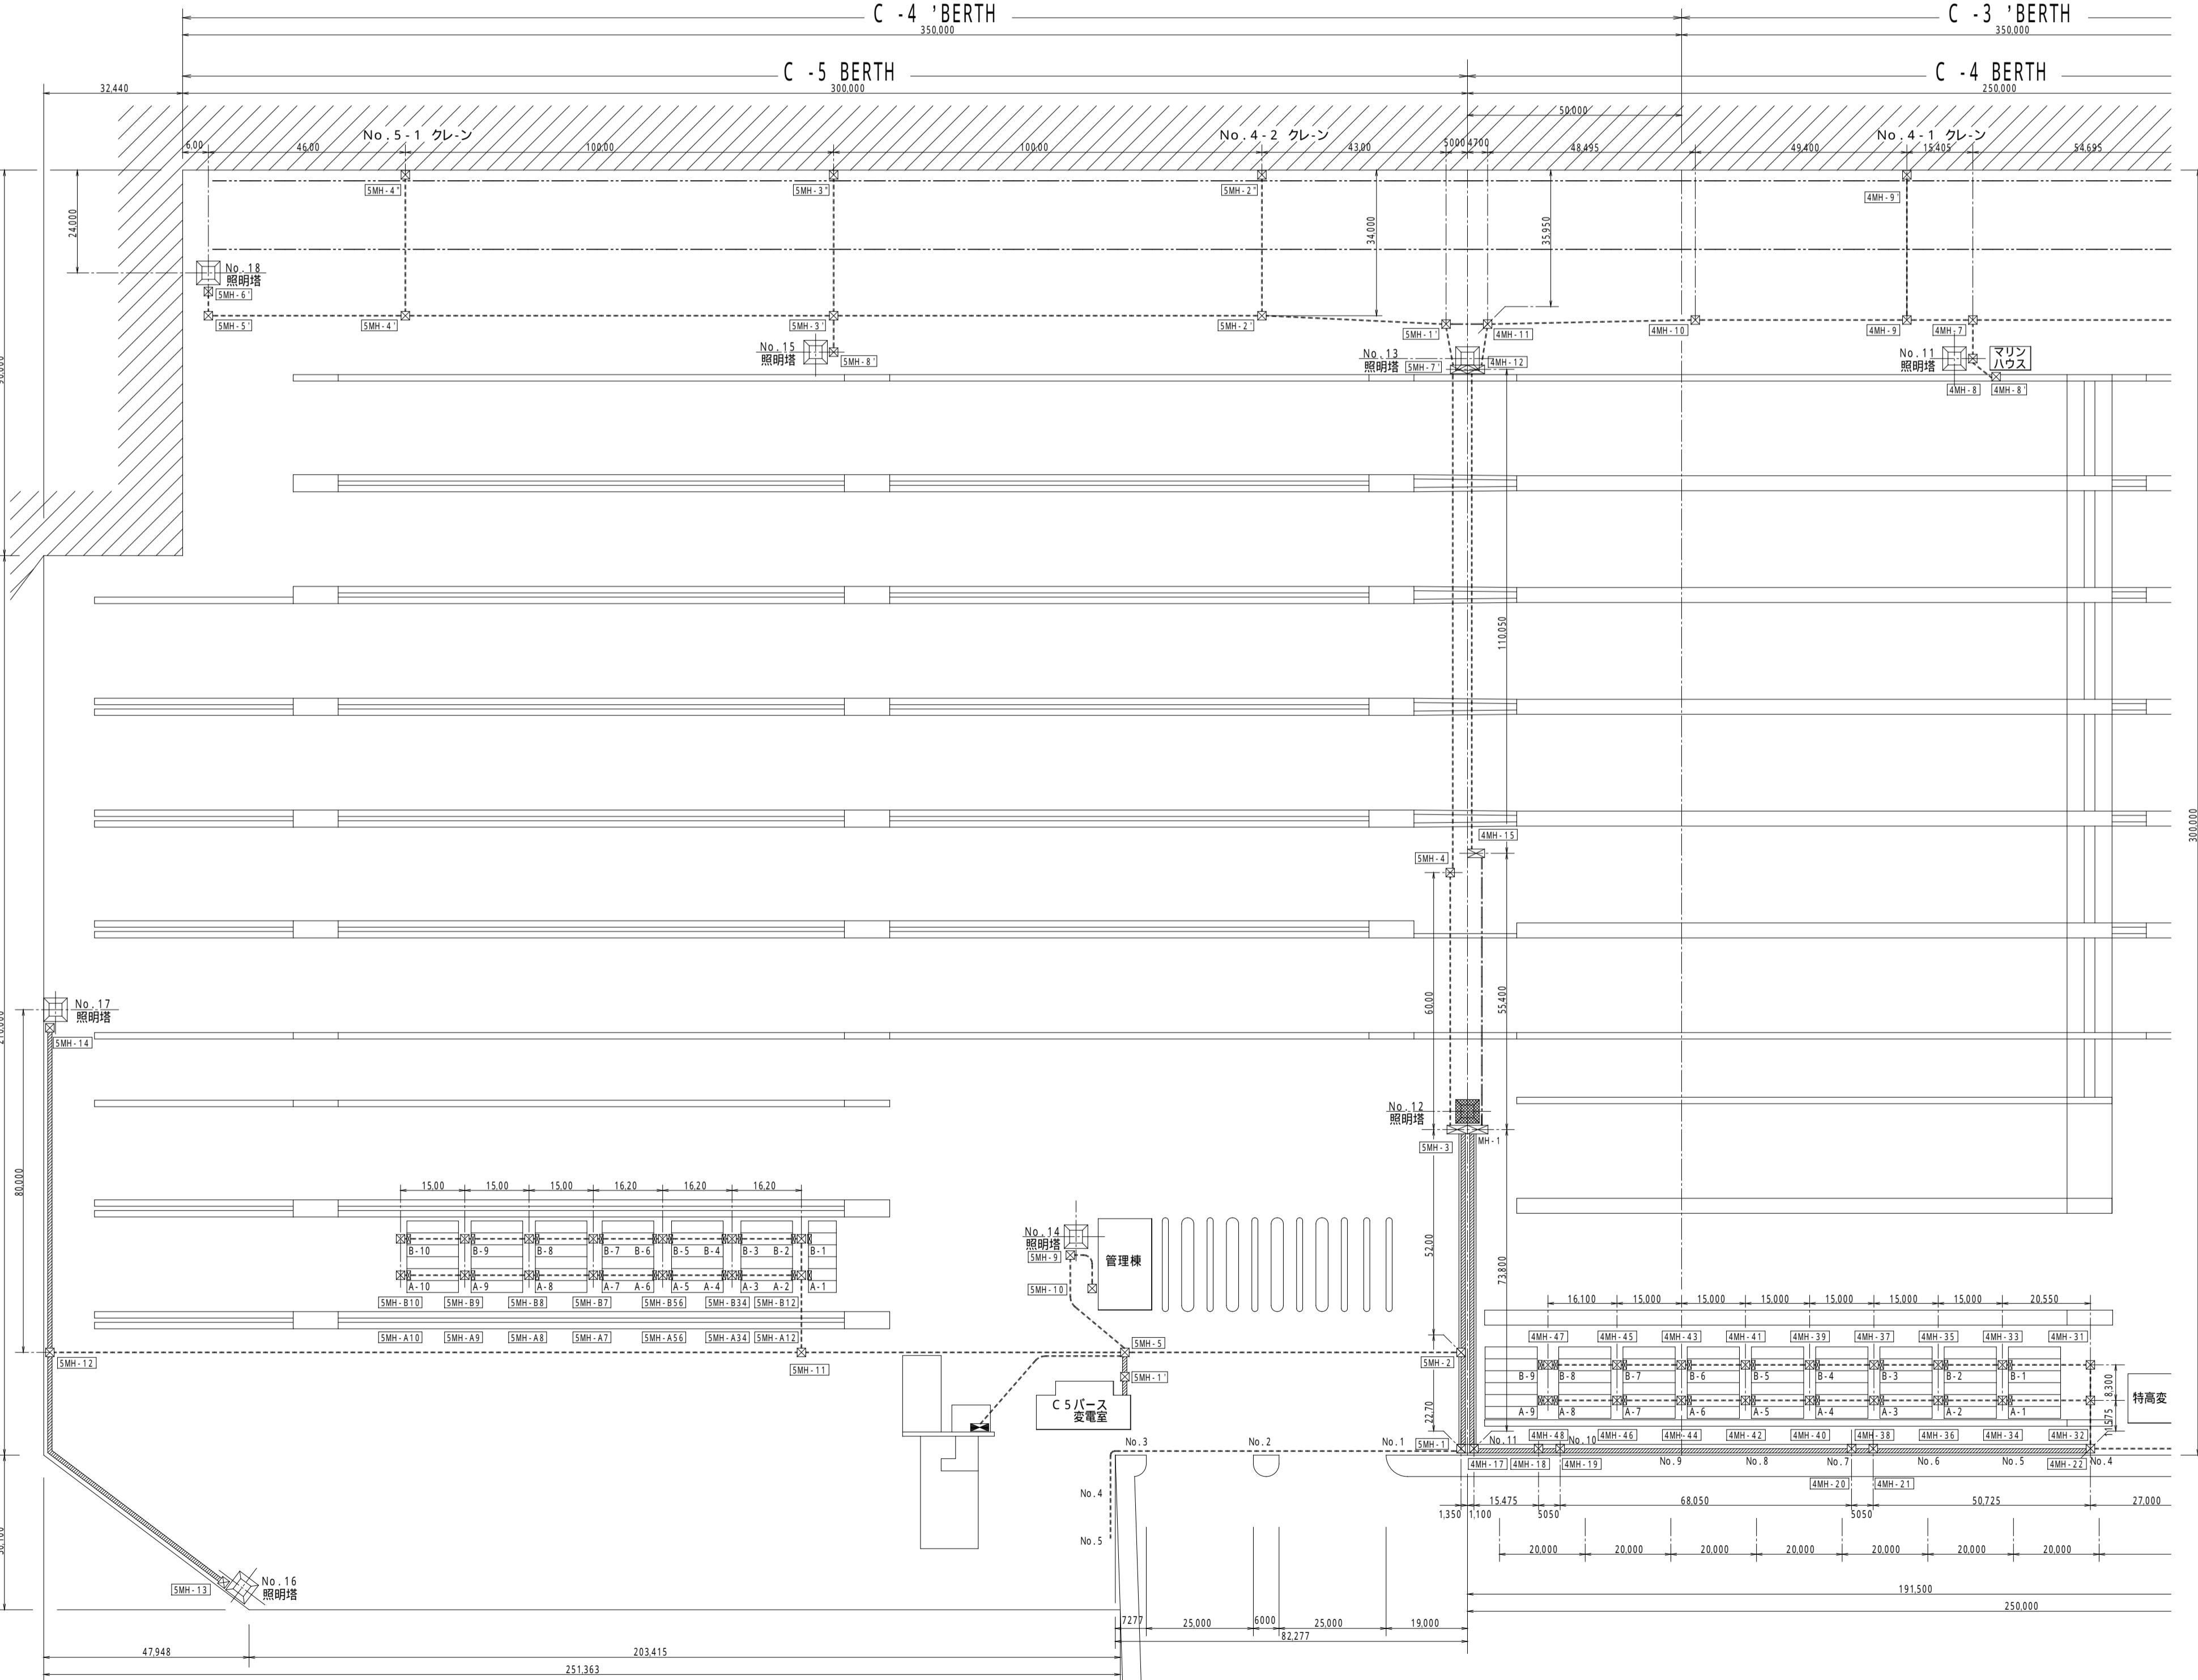 C -4 'BERTH
C -3 'BERTH
350,000
350,000
C -5 BERTH
C -4 BERTH
32,440
300,000
250,000
50,000
No.5-1 クレ-ン
No.4-2 クレ-ン
No.4-1 クレ-ン
6,00
46,00
100,00
100,00
43,00
5000
4700
48,495
49,400
15,405
54,695
5MH-4"
5MH-3"
5MH-2"
4MH-9'
24,000
34,000
35,950
No.18
照明塔
5MH-6'
5MH-5'
5MH-4'
5MH-3'
5MH-2'
5MH-1'
4MH-11
4MH-10
4MH-9
4MH-7
No.15
照明塔
5MH-8'
No.13
照明塔
5MH-7'
4MH-12
No.11
照明塔
マリン
ハウス
4MH-8
4MH-8'
110,050
300,000
4MH-15
5MH-4
60,00
55,400
No.17
照明塔
5MH-14
No.12
照明塔
5MH-3
MH-1
80,000
15,00
15,00
15,00
16,20
16,20
16,20
B-10
B-9
B-8
B-7
B-6
B-5
B-4
B-3
B-2
B-1
A-10
A-9
A-8
A-7
A-6
A-5
A-4
A-3
A-2
A-1
5MH-B10
5MH-B9
5MH-B8
5MH-B7
5MH-B56
5MH-B34
5MH-B12
5MH-A10
5MH-A9
5MH-A8
5MH-A7
5MH-A56
5MH-A34
5MH-A12
No.14
照明塔
5MH-9
5MH-10
管理棟
52,00
73,800
5MH-12
5MH-11
5MH-5
5MH-1'
5MH-2
C5バース
変電室
22,70
16,100
15,000
15,000
15,000
15,000
15,000
15,000
20,550
4MH-47
4MH-45
4MH-43
4MH-41
4MH-39
4MH-37
4MH-35
4MH-33
4MH-31
B-9
B-8
B-7
B-6
B-5
B-4
B-3
B-2
B-1
8,300
特高変
A-9
A-8
A-7
A-6
A-5
A-4
A-3
A-2
A-1
4MH-48
4MH-46
4MH-44
4MH-42
4MH-40
4MH-38
4MH-36
4MH-34
4MH-32
No.3
No.2
No.1
5MH-1
No.11
No.10
4MH-17
4MH-18
4MH-19
No.9
No.8
No.7
No.6
No.5
4MH-22
No.4
4MH-20
4MH-21
No.4
No.5
1,350
1,100
15,475
5050
68,050
5050
50,725
27,000
20,000
20,000
20,000
20,000
20,000
20,000
20,000
5MH-13
No.16
照明塔
191,500
250,000
7277
25,000
6000
25,000
19,000
82,277
47,948
203,415
251,363